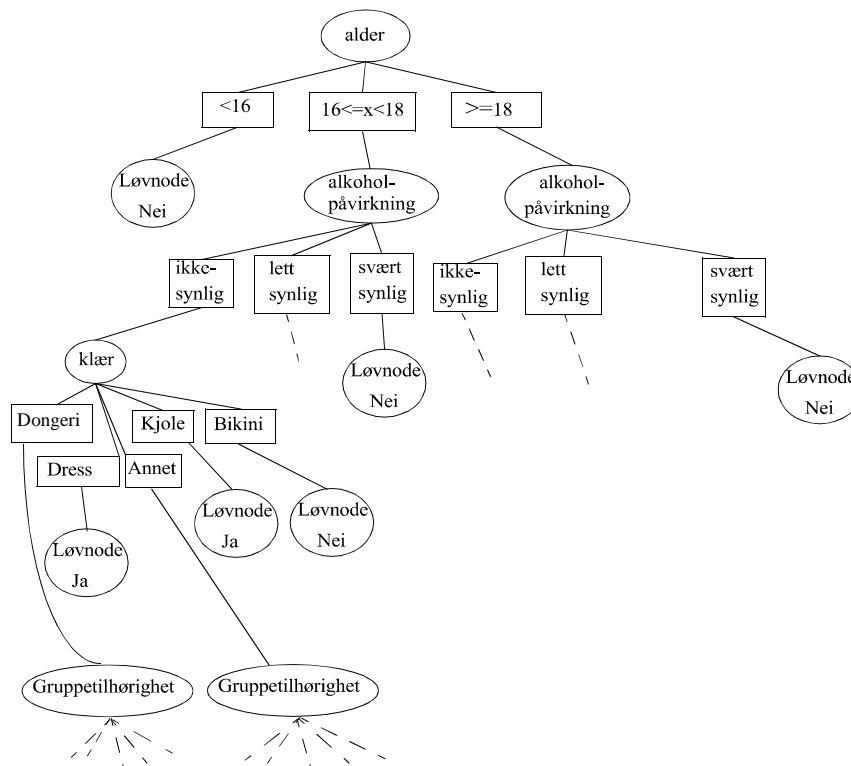 alder
<16
16<=x<18
>=18
Løvnode
Nei
alkohol-
påvirkning
alkohol-
påvirkning
ikke-
synlig
lett
synlig
svært
synlig
ikke-
synlig
lett
synlig
svært
synlig
klær
Løvnode
Nei
Løvnode
Nei
Dongeri
Kjole
Bikini
Dress
Annet
Løvnode
Ja
Løvnode
Nei
Løvnode
Ja
Gruppetilhørighet
Gruppetilhørighet